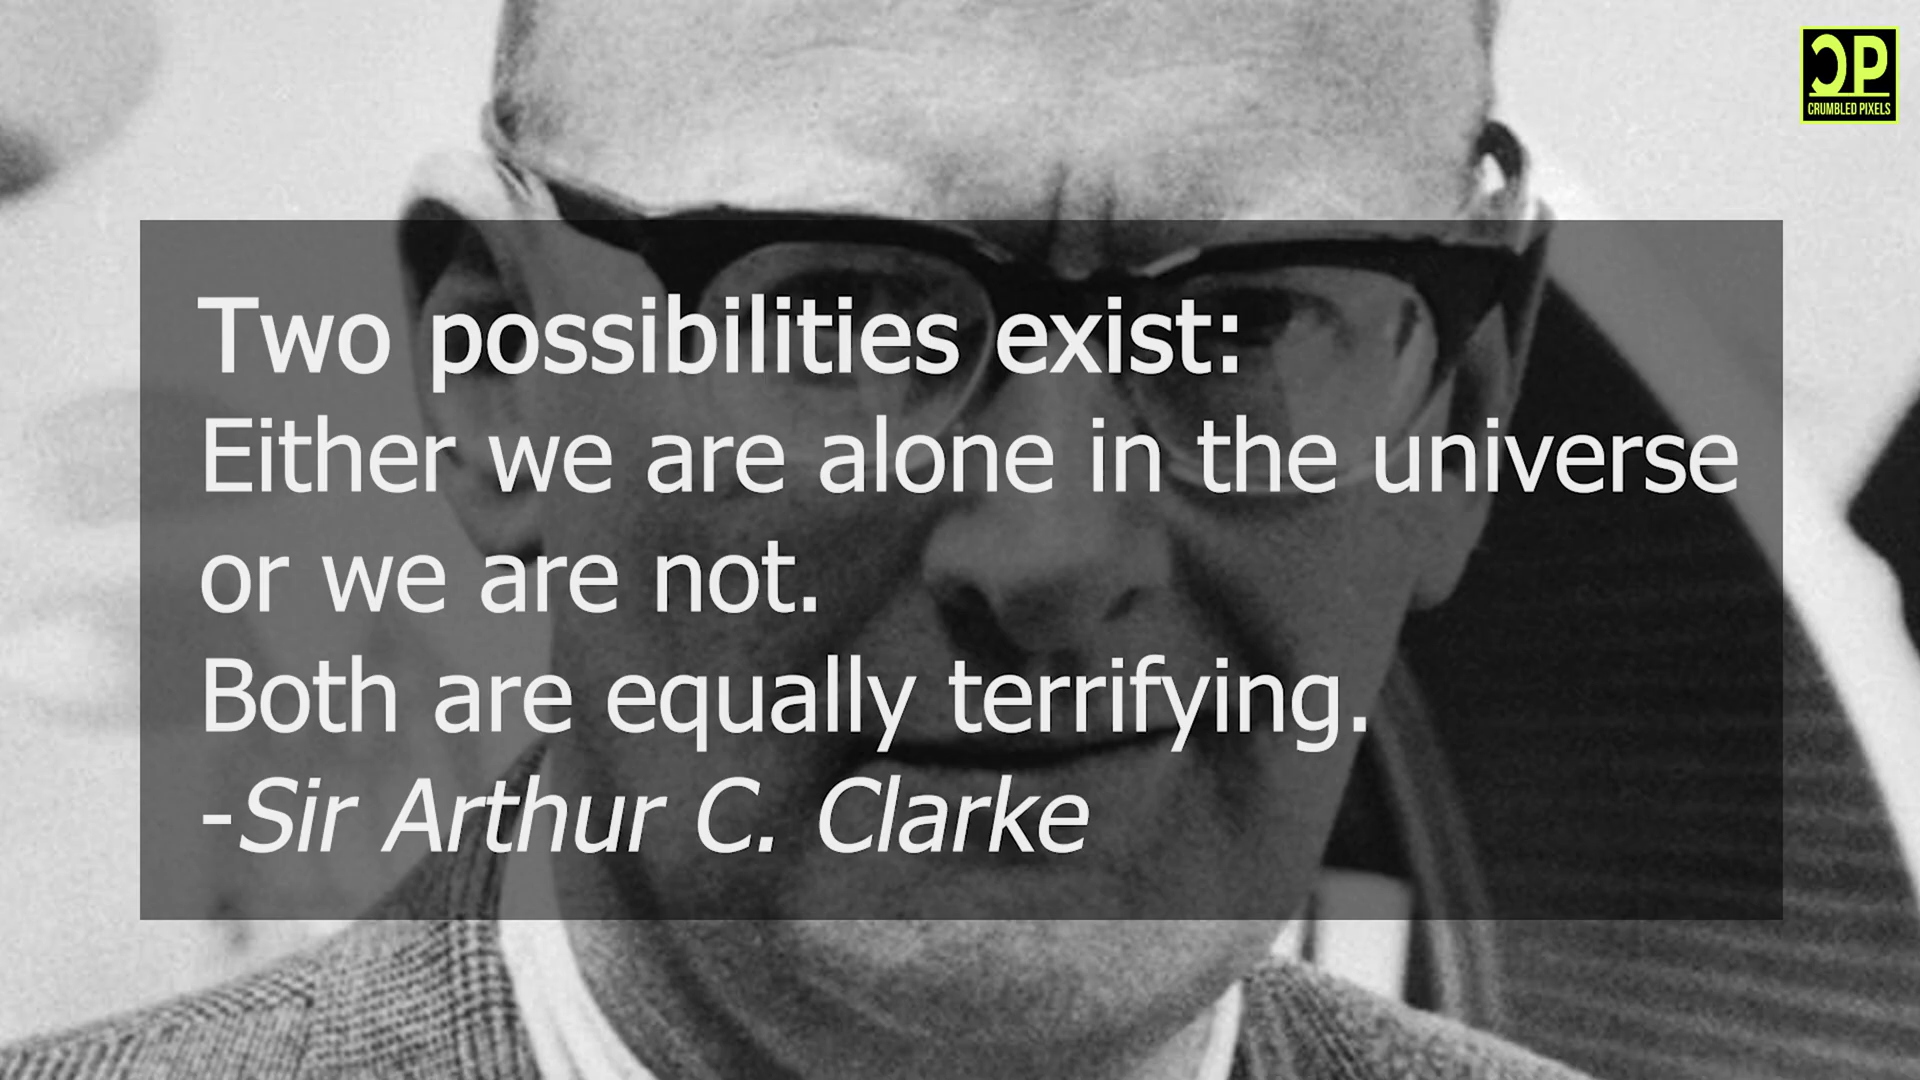 CP
CRUMBLED PIXELS
Two possibilities exist:
Either we are alone in the universe
or we are not.
Both are equally terrifying.
-Sir Arthur C. Clarke